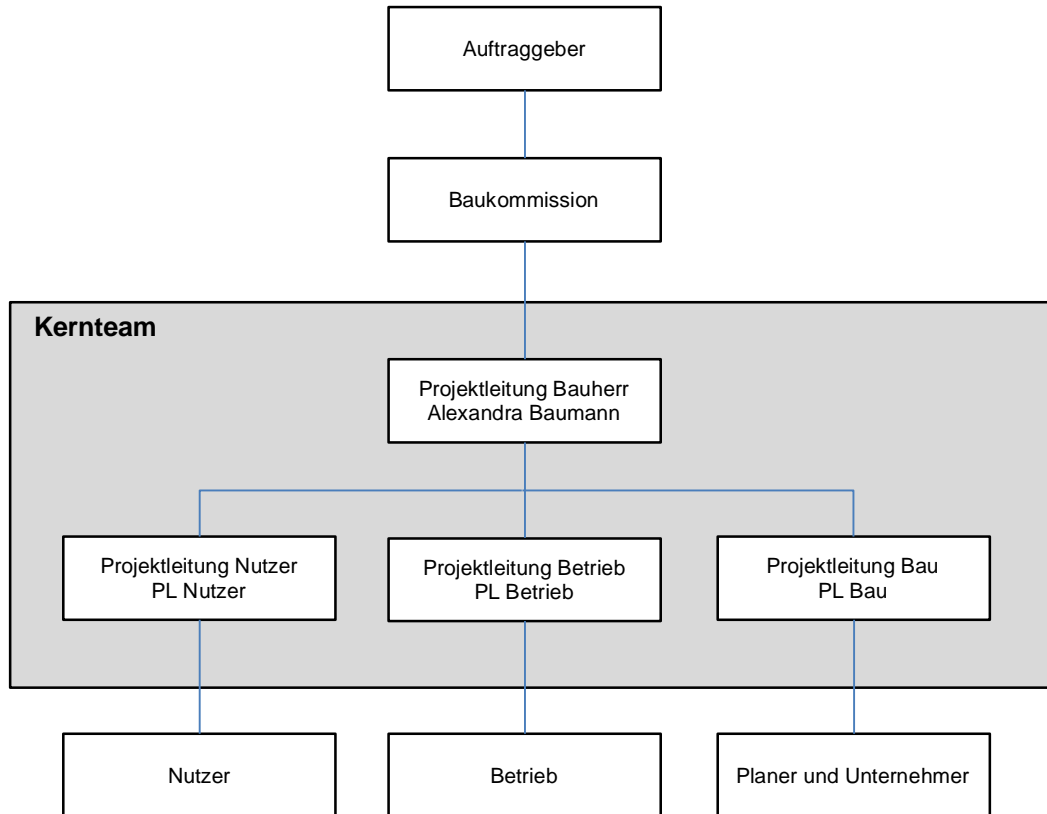 Auftraggeber
Baukommission
Kernteam
Projektleitung Bauherr
Alexandra Baumann
Projektleitung Nutzer
PL Nutzer
Projektleitung Betrieb
PL Betrieb
Projektleitung Bau
PL Bau
Nutzer
Betrieb
Planer und Unternehmer